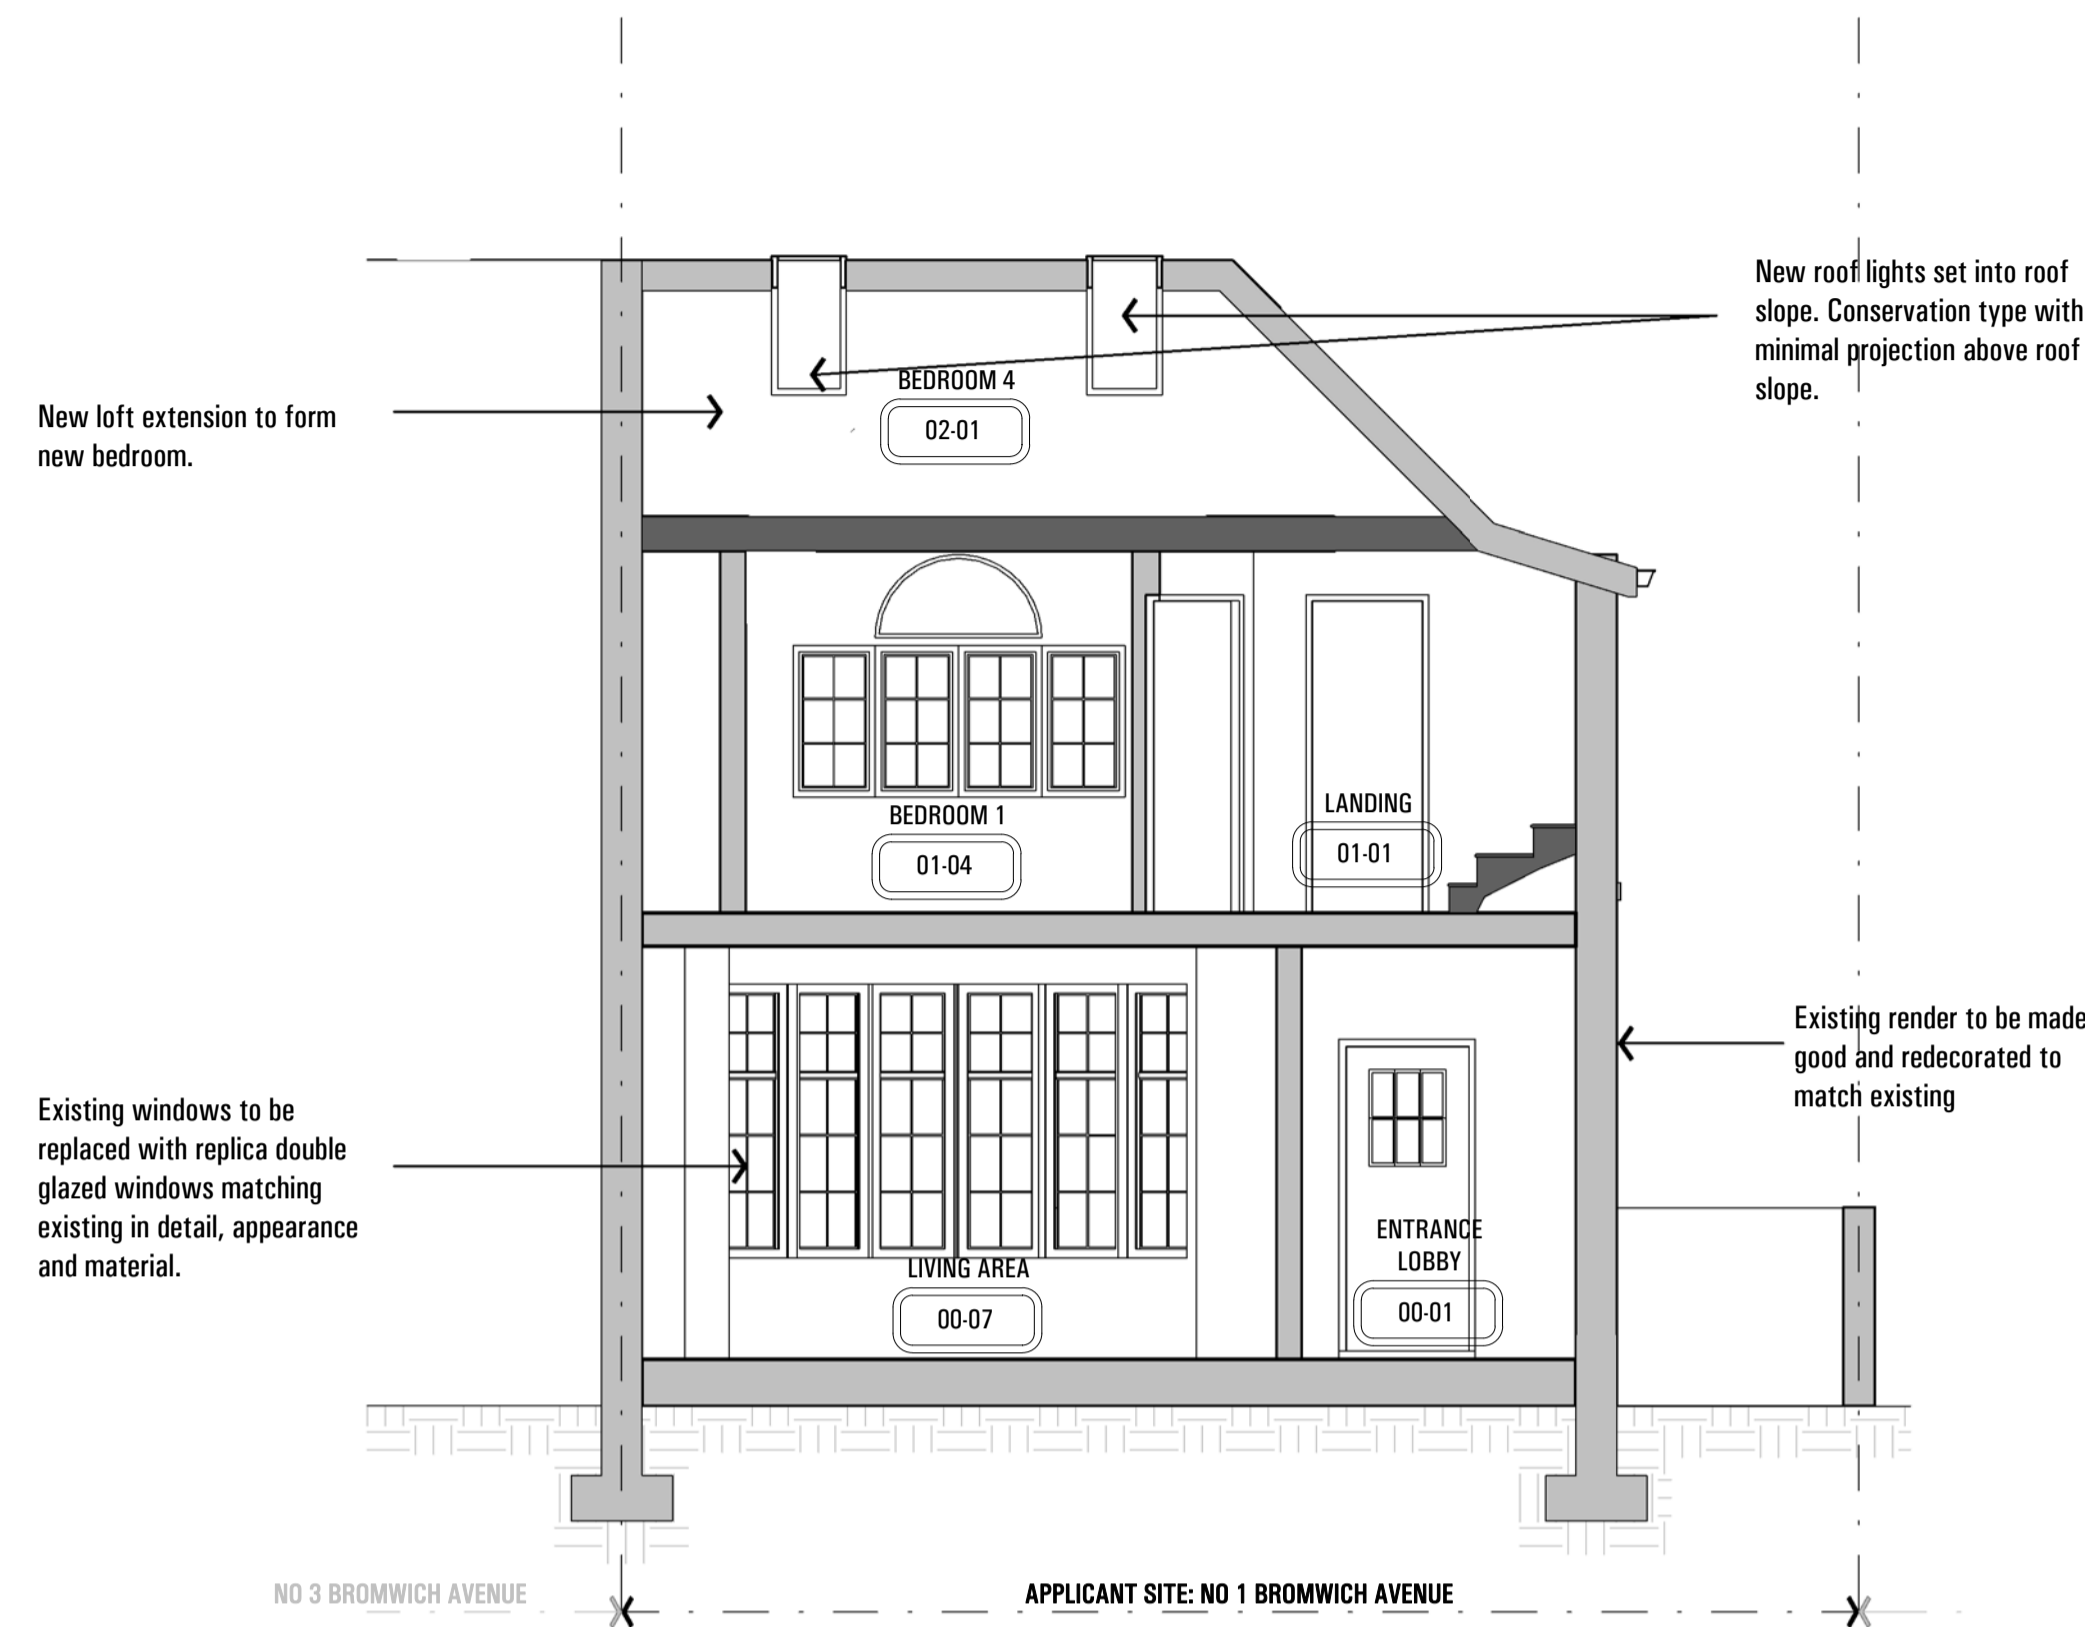 New roof lights set into roof
slope. Conservation type with
minimal projection above roof
slope.
New loft extension to form
new bedroom.
BEDROOM 4
02-01
BEDROOM 1
01-04
LANDING
01-01
Existing render to be made
good and redecorated to
match existing
Existing windows to be
replaced with replica double
glazed windows matching
existing in detail, appearance
and material.
ENTRANCE
LOBBY
00-01
LIVING AREA
00-07
NO 3 BROMWICH AVENUE
APPLICANT SITE: NO 1 BROMWICH AVENUE